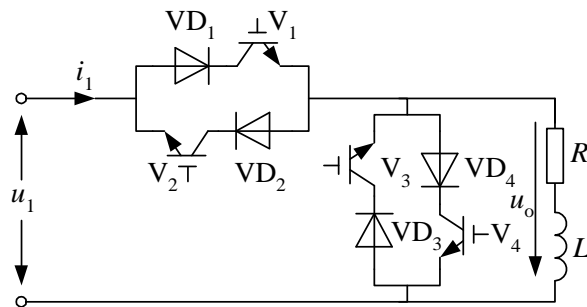 VD₁ V₁
i₁
V₂ VD₂
u₁
V₃ VD₄
R
uₒ
VD₃ V₄
L